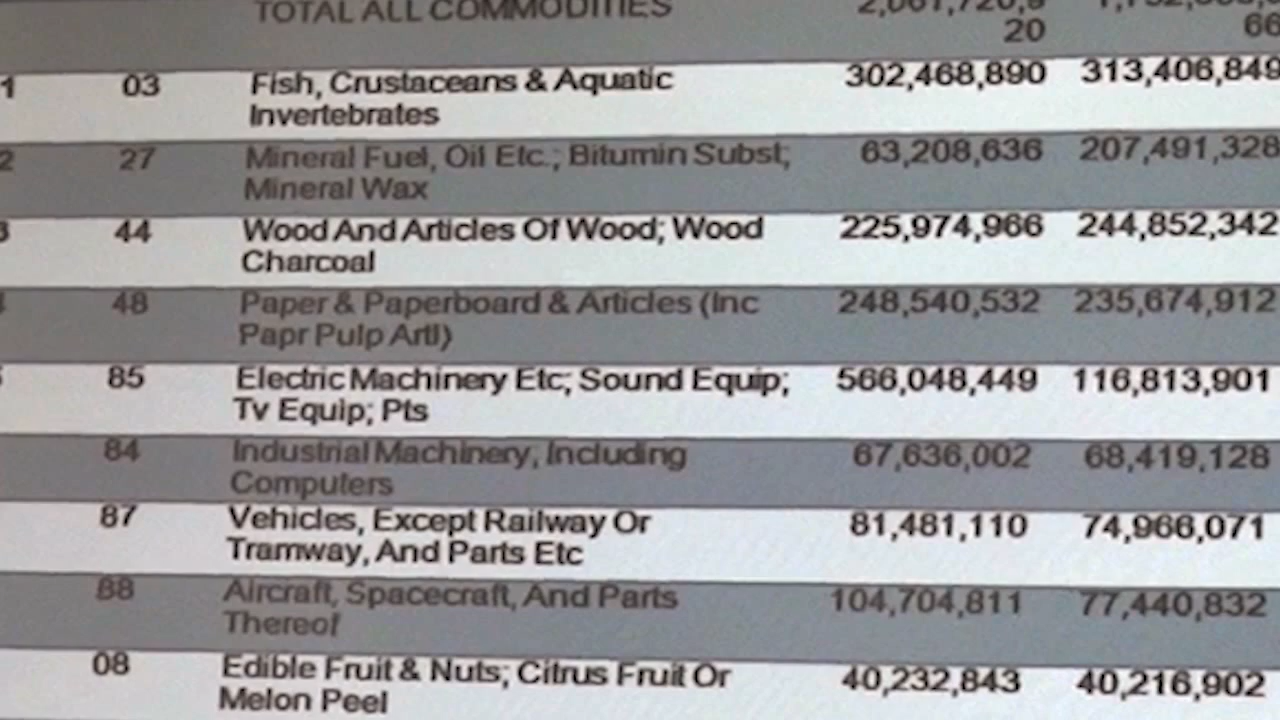 TOTAL ALL COMMODITIES
20 66
1 03 Fish, Crustaceans & Aquatic 302,468,890 313,406,849
Invertebrates
2 27 Mineral Fuel, Oil Etc.; Bitumin Subst; 63,208,636 207,491,328
Mineral Wax
3 44 Wood And Articles Of Wood; Wood 225,974,966 244,852,342
Charcoal
48 Paper & Paperboard & Articles (Inc 248,540,532 235,674,912
Papr Pulp Artl)
85 Electric Machinery Etc; Sound Equip; 566,048,449 116,813,901
Tv Equip; Pts
84 Industrial Machinery, Including 67,636,002 68,419,128
Computers
87 Vehicles, Except Railway Or 81,481,110 74,966,071
Tramway, And Parts Etc
88 Aircraft, Spacecraft, And Parts 104,704,811 77,440,832
Thereof
08 Edible Fruit & Nuts; Citrus Fruit Or 40,232,843 40,216,902
Melon Peel